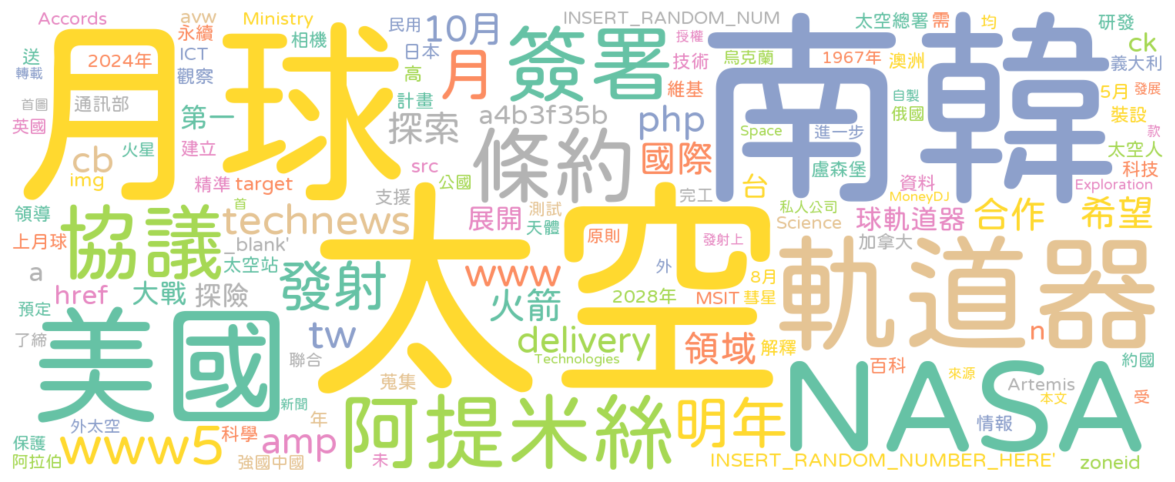 Accords
avw
Ministry
相機
民用
10月
INSERT_RANDOM_NUM
授權
太空總署
需
均
研發
送
轉載
2024年
永續
ICT
觀察
日本
高
月
簽署
技術
維基
烏克蘭
1967年
澳洲
ck
義大利
月球
南韓
首圖
通訊部
第一
計畫
探索
a4b3f35b
php
Space
進一步
自製
俄國
5月
發展
裝設
款
英國
火星
建立
cb
img
精準
target
src
公國
支援
條約
國際
完工
台
盧森堡
資料
MoneyDJ
太空人
科技
Exploration
領導
首
technews
展開
測試
天體
原則
私人公司
Science
發射上
球軌道器
合作
希望
上月球
協議
_blank'
太空站
太空
加拿大
a
href
大戰
探險
發射
www
火箭
外
8月
2028年
MSIT
彗星
軌道器
預定
了締
美國
tw
聯合
delivery
Technologies
領域
解釋
n
百科
約國
蒐集
新聞
年
來源
Artemis
本文
受
外太空
保護
阿拉伯
www5
科學
強國中國
amp
未
阿提米絲
明年
NASA
情報
INSERT_RANDOM_NUMBER_HERE'
zoneid